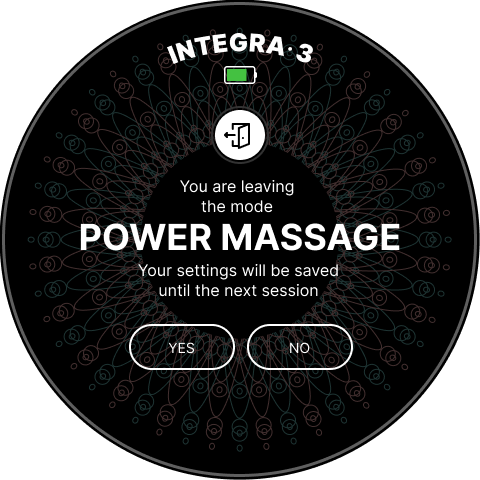 INTEGRA·3
You are leaving
the mode
POWER MASSAGE
Your settings will be saved
until the next session
YES
NO